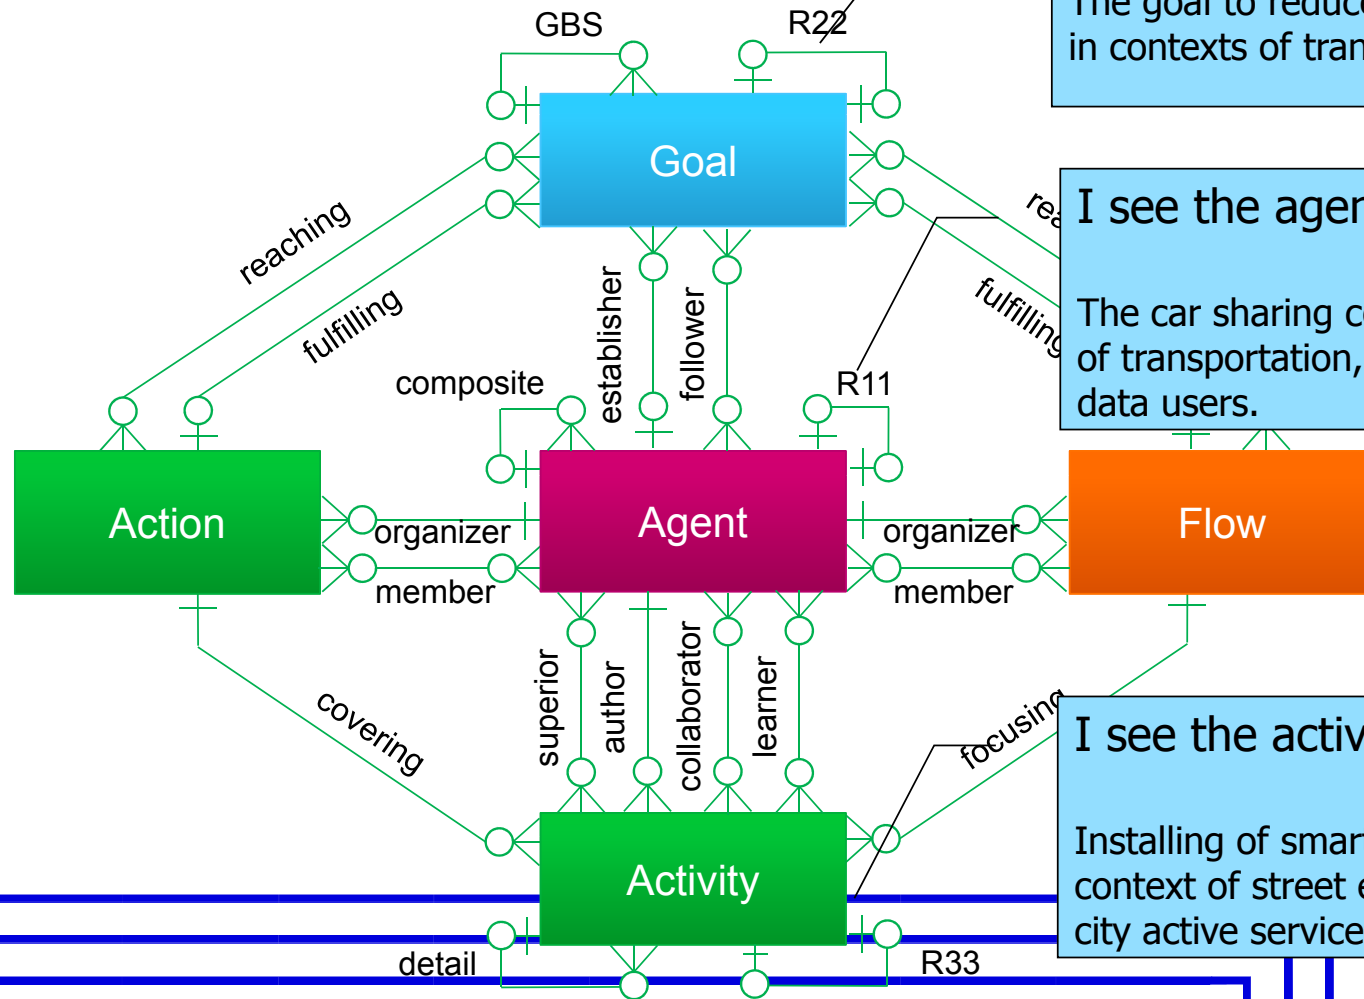 GBS
R22
The goal to reduce
in contexts of tran
Goal
reaching
fulfilling
establisher
follower
fulfilling
I see the agen
The car sharing c
of transportation,
data users.
composite
R11
Action
Agent
Flow
organizer
organizer
member
member
superior
author
collaborator
learner
covering
focusing
I see the activ
Installing of smar
context of street e
city active service
Activity
detail
R33